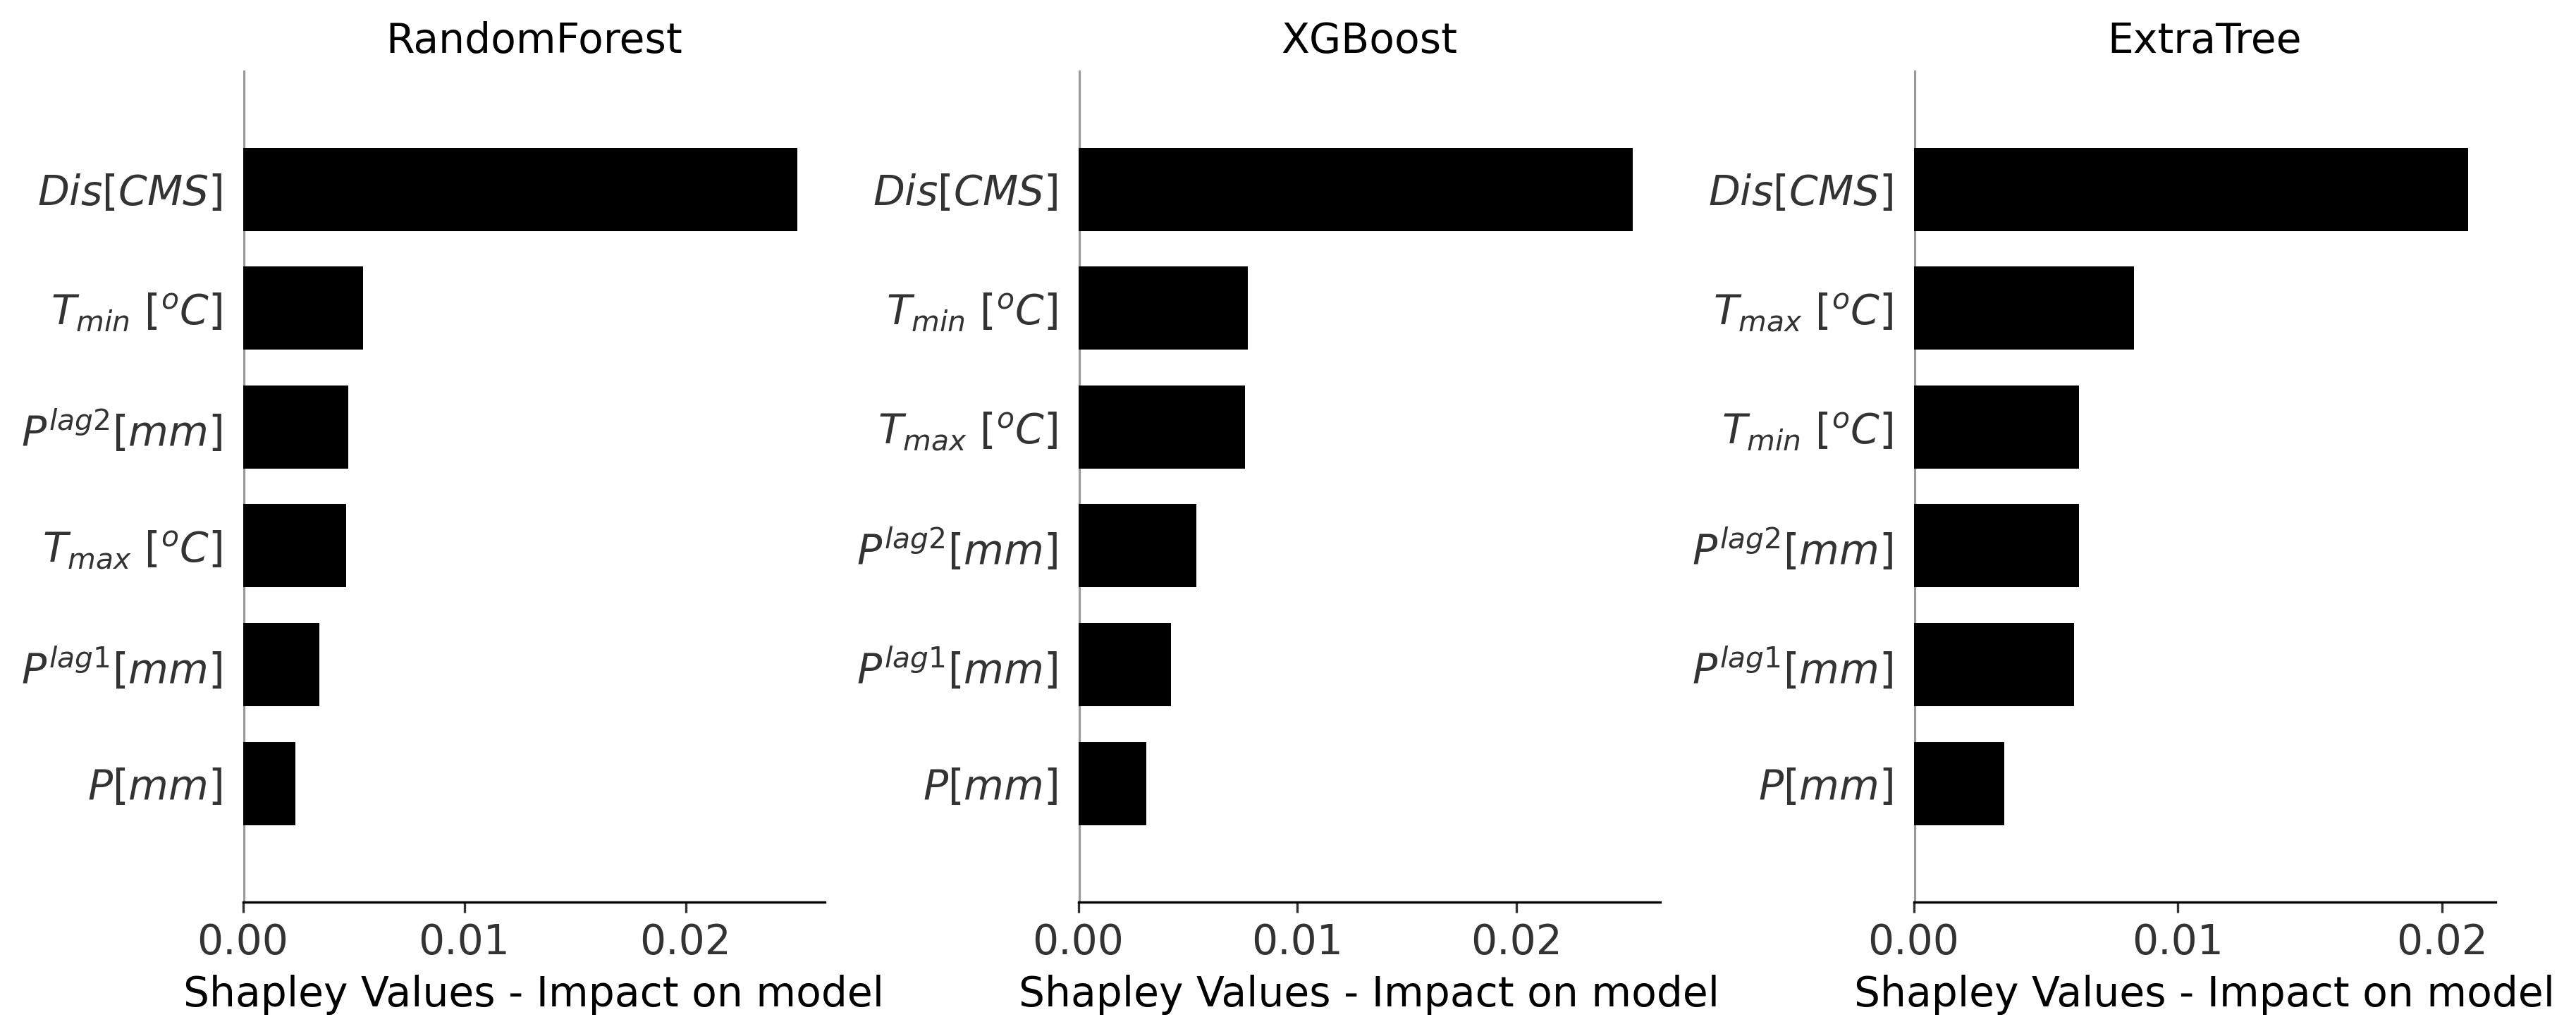 RandomForest
Dis[CMS]
T_min [°C]
P^lag2[mm]
T_max [°C]
P^lag1[mm]
P[mm]
0.00 0.01 0.02
Shapley Values - Impact on model
XGBoost
Dis[CMS]
T_min [°C]
T_max [°C]
P^lag2[mm]
P^lag1[mm]
P[mm]
0.00 0.01 0.02
Shapley Values - Impact on model
ExtraTree
Dis[CMS]
T_max [°C]
T_min [°C]
P^lag2[mm]
P^lag1[mm]
P[mm]
0.00 0.01 0.02
Shapley Values - Impact on model